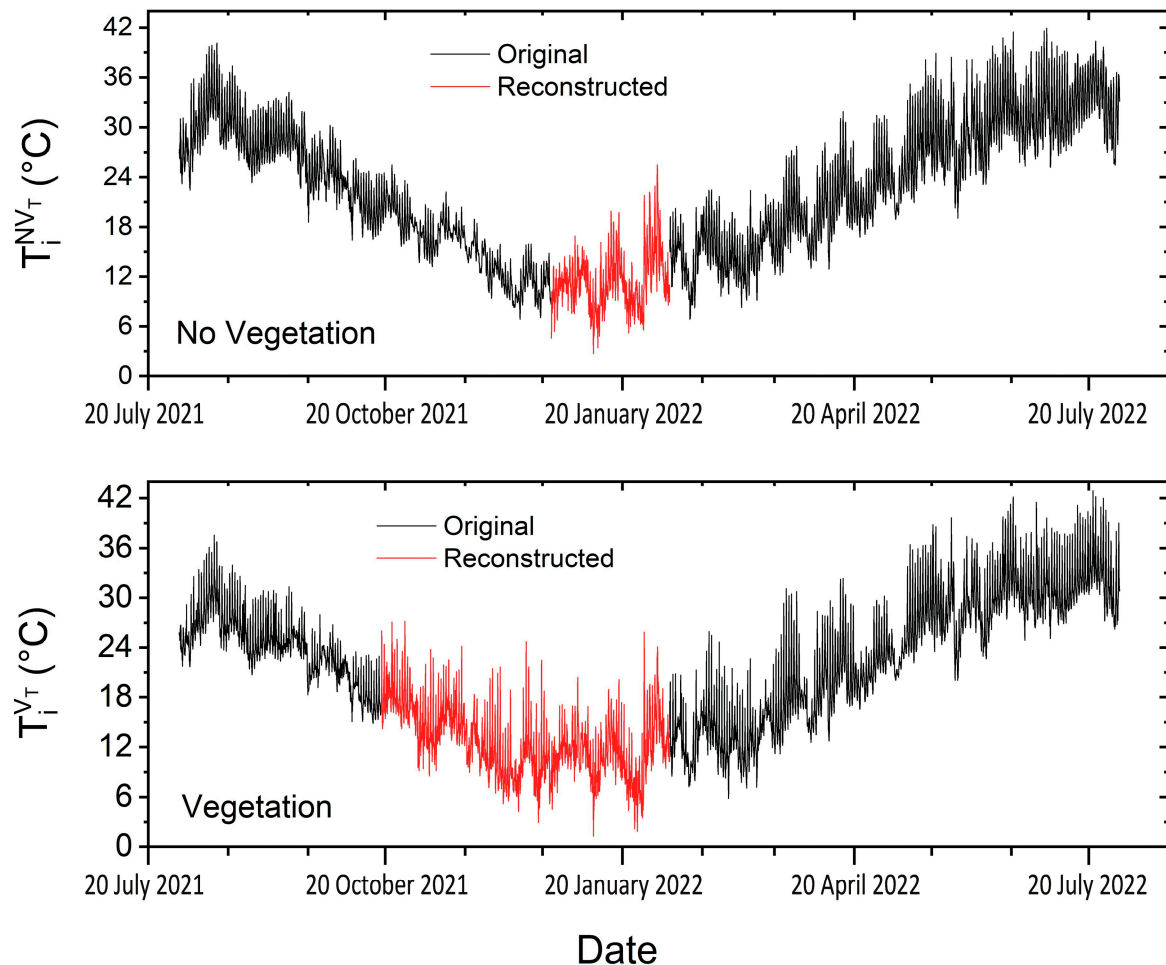 42
36
30
24
18
12
6
0
T_i^{NV_T} (°C)
Original
Reconstructed
No Vegetation
20 July 2021 20 October 2021 20 January 2022 20 April 2022 20 July 2022
42
36
30
24
18
12
6
0
T_i^{V_T} (°C)
Original
Reconstructed
Vegetation
20 July 2021 20 October 2021 20 January 2022 20 April 2022 20 July 2022
Date